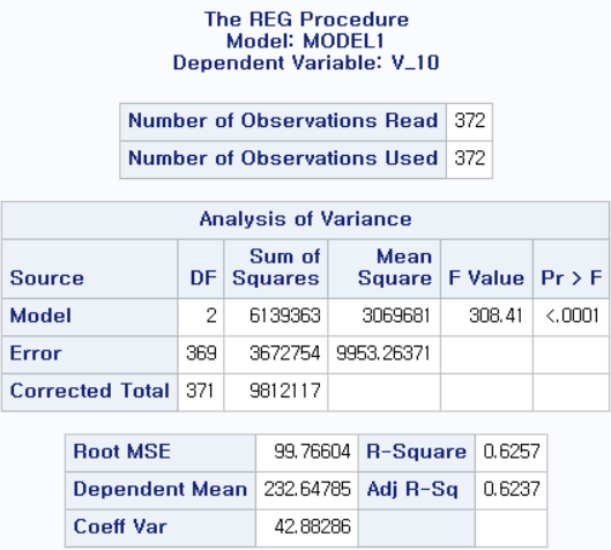 The REG Procedure
Model: MODEL1
Dependent Variable: V_10
Number of Observations Read 372
Number of Observations Used 372
Analysis of Variance
Source DF Sum of Squares Mean Square F Value Pr > F
Model 2 6139363 3069681 308.41 <.0001
Error 369 3672754 9953.26371
Corrected Total 371 9812117
Root MSE 99.76604 R-Square 0.6257
Dependent Mean 232.64785 Adj R-Sq 0.6237
Coeff Var 42.88286